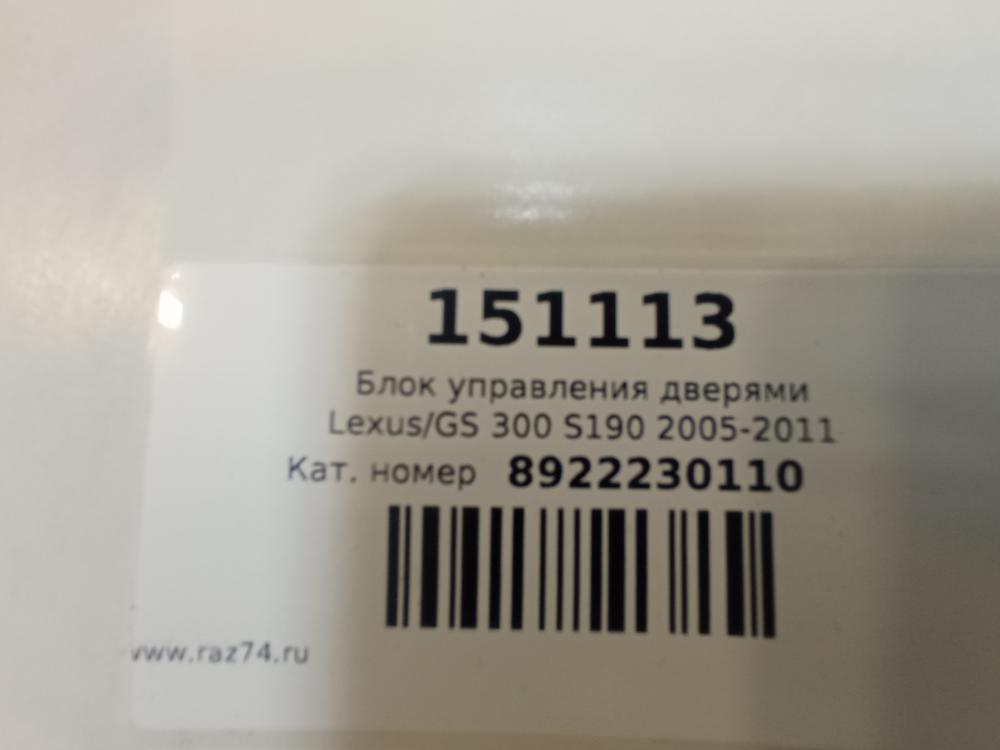 151113
Блок управления дверями
Lexus/GS 300 S190 2005-2011
Кат. номер 8922230110
www.raz74.ru